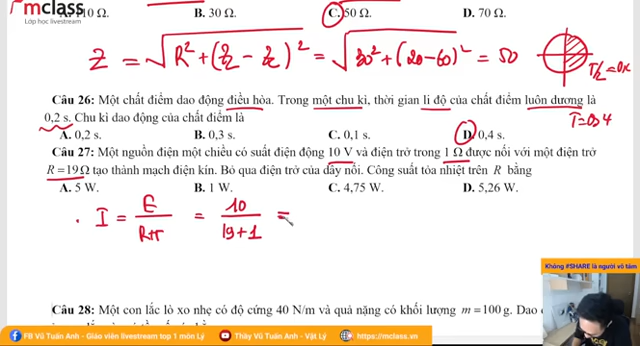 mclass
Lớp học livestream
10 Ω. B. 30 Ω. C. 50 Ω. D. 70 Ω.
Z = √R² + (Z - Z)² = √30² + (20-60)² = 50
T/2 = 0,2
Câu 26: Một chất điểm dao động điều hòa. Trong một chu kì, thời gian li độ của chất điểm luôn dương là
0,2 s. Chu kì dao động của chất điểm là
T=0,4
A. 0,2 s. B. 0,3 s. C. 0,1 s. D. 0,4 s.
Câu 27: Một nguồn điện một chiều có suất điện động 10 V và điện trở trong 1 Ω được nối với một điện trở
R=19Ω tạo thành mạch điện kín. Bỏ qua điện trở của dây nối. Công suất tỏa nhiệt trên R bằng
A. 5 W. B. 1 W. C. 4,75 W. D. 5,26 W.
I = E/R+r = 10/19+1 =
Kháng #SHARE là người vô tâm
Câu 28: Một con lắc lò xo nhẹ có độ cứng 40 N/m và quả nặng có khối lượng m=100g. Dao
FB Vũ Tuấn Anh - Giáo viên livestream top 1 môn Lý Thầy Vũ Tuấn Anh - Vật Lý https://mclass.vn